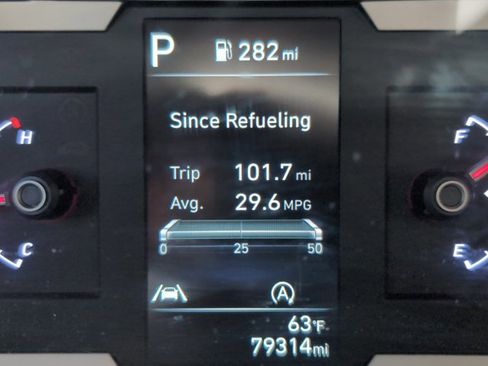 P 282 mi
Since Refueling
H F
Trip 101.7 mi
Avg. 29.6 MPG
C 0 25 50 E
A
63°F
79314mi